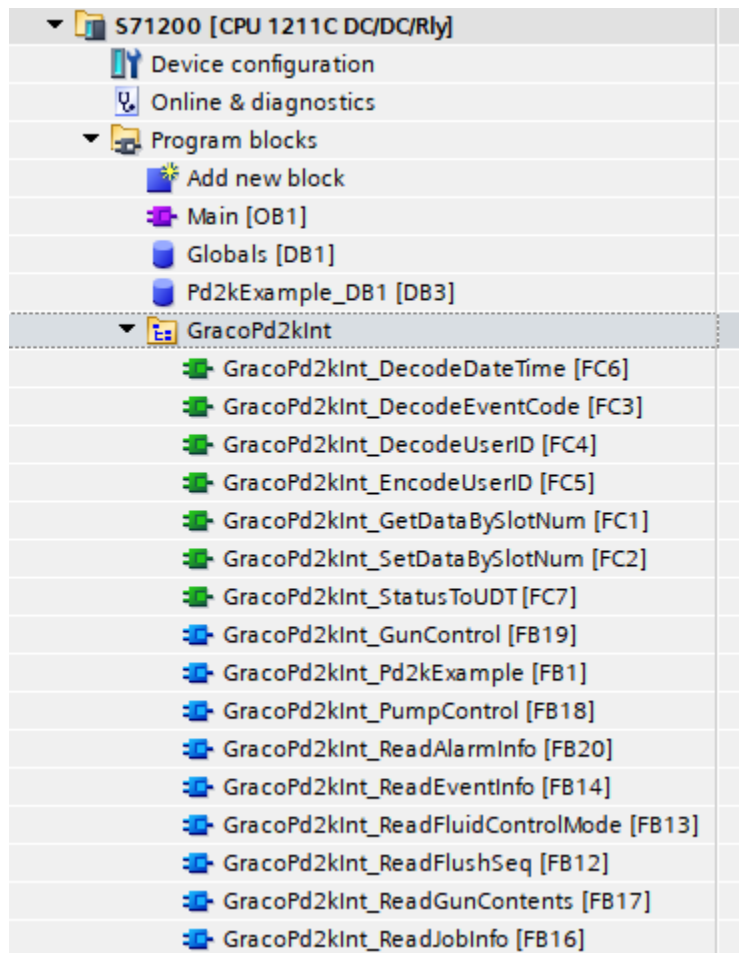 S71200 [CPU 1211C DC/DC/Rly]
Device configuration
Online & diagnostics
Program blocks
Add new block
Main [OB1]
Globals [DB1]
Pd2kExample_DB1 [DB3]
GracoPd2kInt
GracoPd2kInt_DecodeDateTime [FC6]
GracoPd2kInt_DecodeEventCode [FC3]
GracoPd2kInt_DecodeUserID [FC4]
GracoPd2kInt_EncodeUserID [FC5]
GracoPd2kInt_GetDataBySlotNum [FC1]
GracoPd2kInt_SetDataBySlotNum [FC2]
GracoPd2kInt_StatusToUDT [FC7]
GracoPd2kInt_GunControl [FB19]
GracoPd2kInt_Pd2kExample [FB1]
GracoPd2kInt_PumpControl [FB18]
GracoPd2kInt_ReadAlarmInfo [FB20]
GracoPd2kInt_ReadEventInfo [FB14]
GracoPd2kInt_ReadFluidControlMode [FB13]
GracoPd2kInt_ReadFlushSeq [FB12]
GracoPd2kInt_ReadGunContents [FB17]
GracoPd2kInt_ReadJobInfo [FB16]